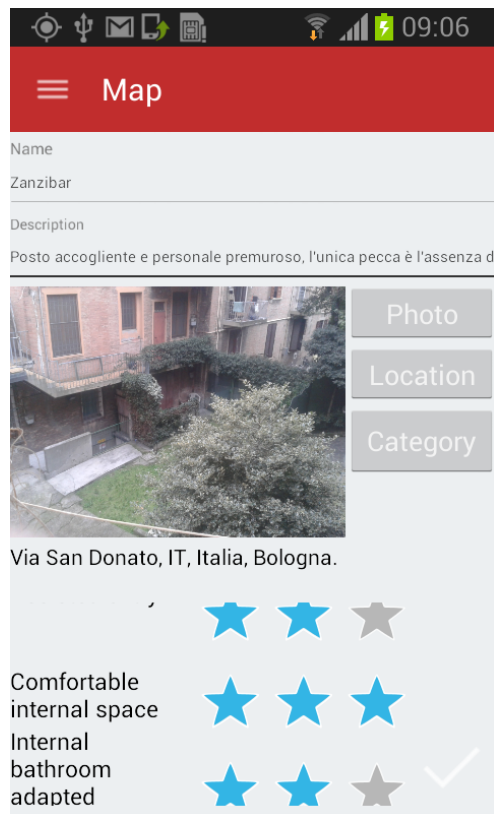 09:06
Map
Name
Zanzibar
Description
Posto accogliente e personale premuroso, l'unica pecca è l'assenza d
Photo
Location
Category
Via San Donato, IT, Italia, Bologna.
Comfortable
internal space
Internal
bathroom
adapted